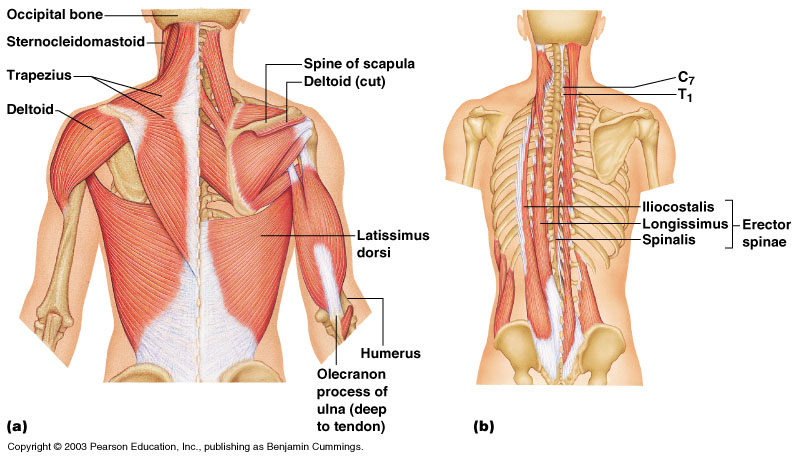 Occipital bone
Sternocleidomastoid
Trapezius
Deltoid
Spine of scapula
Deltoid (cut)
Latissimus
dorsi
Humerus
Olecranon
process of
ulna (deep
to tendon)
(a)
C7
T1
Iliocostalis
Longissimus
Spinalis
Erector
spinae
(b)
Copyright © 2003 Pearson Education, Inc., publishing as Benjamin Cummings.